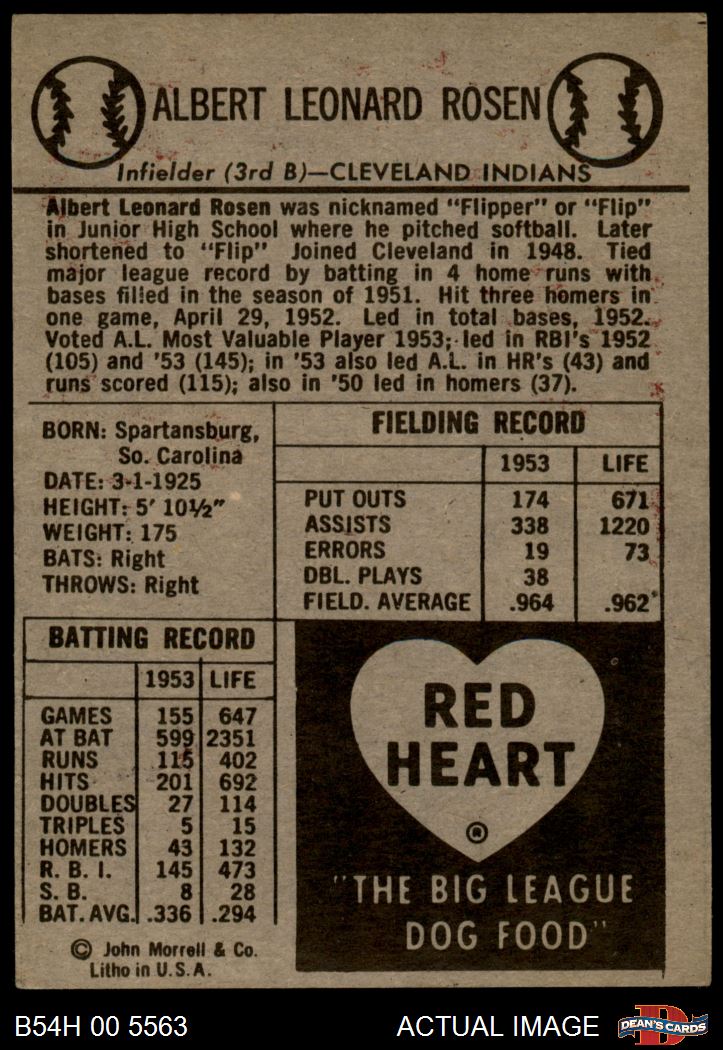 ALBERT LEONARD ROSEN
Infielder (3rd B)—CLEVELAND INDIANS
Albert Leonard Rosen was nicknamed "Flipper" or "Flip"
in Junior High School where he pitched softball. Later
shortened to "Flip" Joined Cleveland in 1948. Tied
major league record by batting in 4 home runs with
bases filled in the season of 1951. Hit three homers in
one game, April 29, 1952. Led in total bases, 1952.
Voted A.L. Most Valuable Player 1953; led in RBI's 1952
(105) and '53 (145); in '53 also led A.L. in HR's (43) and
runs scored (115); also in '50 led in homers (37).
BORN: Spartansburg,
So. Carolina
DATE: 3-1-1925
HEIGHT: 5' 10½"
WEIGHT: 175
BATS: Right
THROWS: Right
FIELDING RECORD
1953 LIFE
PUT OUTS 174 671
ASSISTS 338 1220
ERRORS 19 73
DBL. PLAYS 38
FIELD. AVERAGE .964 .962
BATTING RECORD
1953 LIFE
GAMES 155 647
AT BAT 599 2351
RUNS 115 402
HITS 201 692
DOUBLES 27 114
TRIPLES 5 15
HOMERS 43 132
R. B. I. 145 473
S. B. 8 28
BAT. AVG. .336 .294
© John Morrell & Co.
Litho in U.S.A.
RED
HEART
®
"THE BIG LEAGUE
DOG FOOD"
B54H 00 5563 ACTUAL IMAGE DEAN'S CARDS